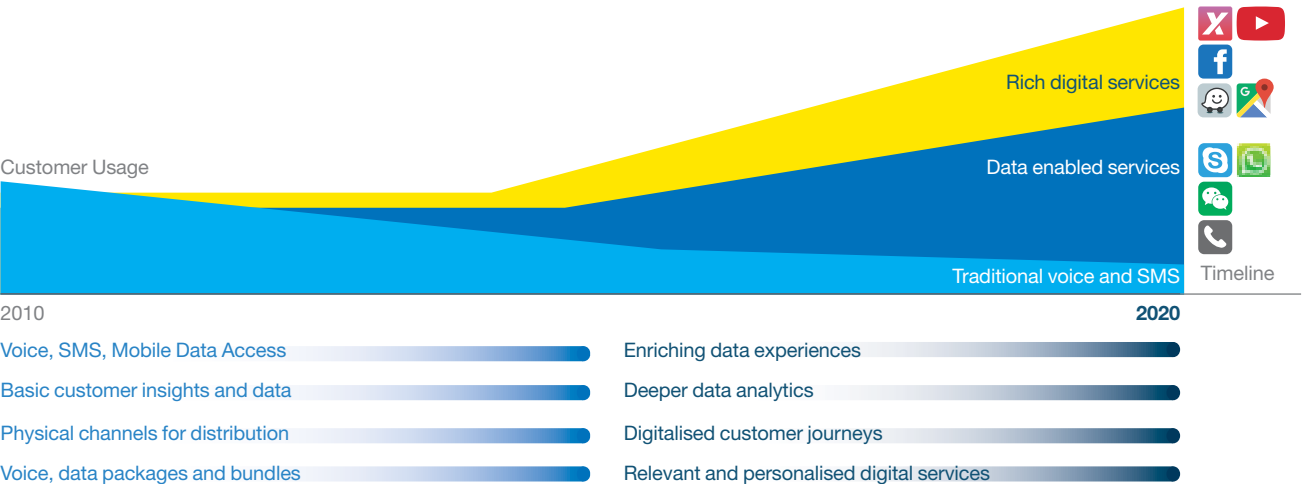 Rich digital services
Customer Usage
Data enabled services
Traditional voice and SMS
Timeline
2010
2020
Voice, SMS, Mobile Data Access
Enriching data experiences
Basic customer insights and data
Deeper data analytics
Physical channels for distribution
Digitalised customer journeys
Voice, data packages and bundles
Relevant and personalised digital services